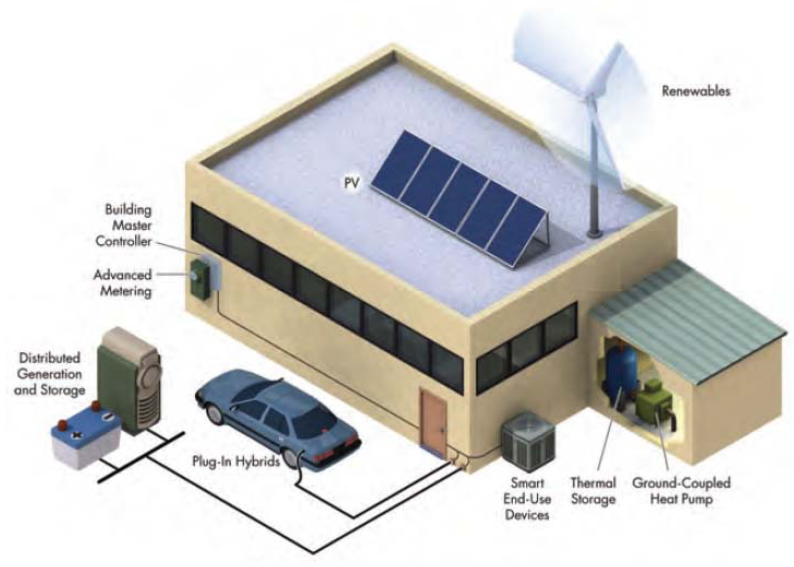 Renewables
PV
Building
Master
Controller
Advanced
Metering
Distributed
Generation
and Storage
Plug-In Hybrids
Smart
End-Use
Devices
Thermal
Storage
Ground-Coupled
Heat Pump